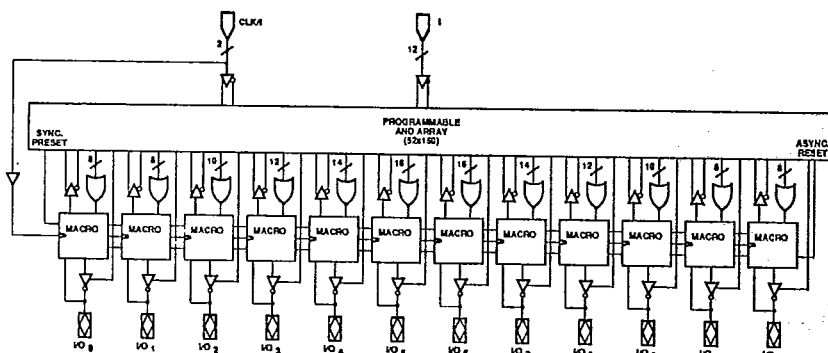 CLK/I
I
2
12
PROGRAMMABLE
AND ARRAY
(52x150)
SYNC.
PRESET
ASYNC.
RESET
8 8 10 12 14 16 16 14 12 10 8 8
MACRO MACRO MACRO MACRO MACRO MACRO MACRO MACRO MACRO MACRO MACRO MACRO
I/O 0 I/O 1 I/O 2 I/O 3 I/O 4 I/O 5 I/O 6 I/O I/O I/O I/O I/O